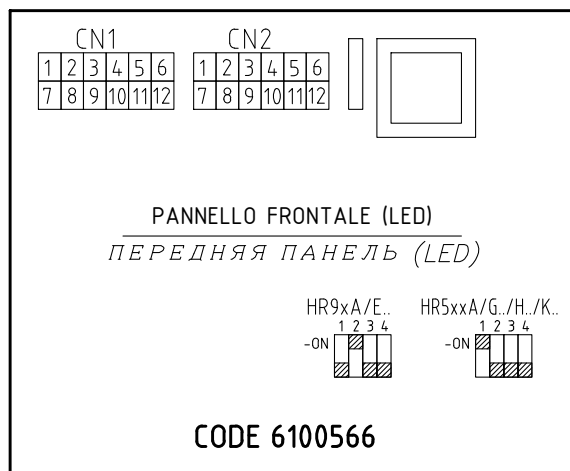 CN1 CN2
1 2 3 4 5 6 1 2 3 4 5 6
7 8 9 10 11 12 7 8 9 10 11 12
PANNELLO FRONTALE (LED)
ПЕРЕДНЯЯ ПАНЕЛЬ (LED)
HR9xA/E.. HR5xxA/G../H../K..
1 2 3 4 1 2 3 4
-ON -ON
CODE 6100566